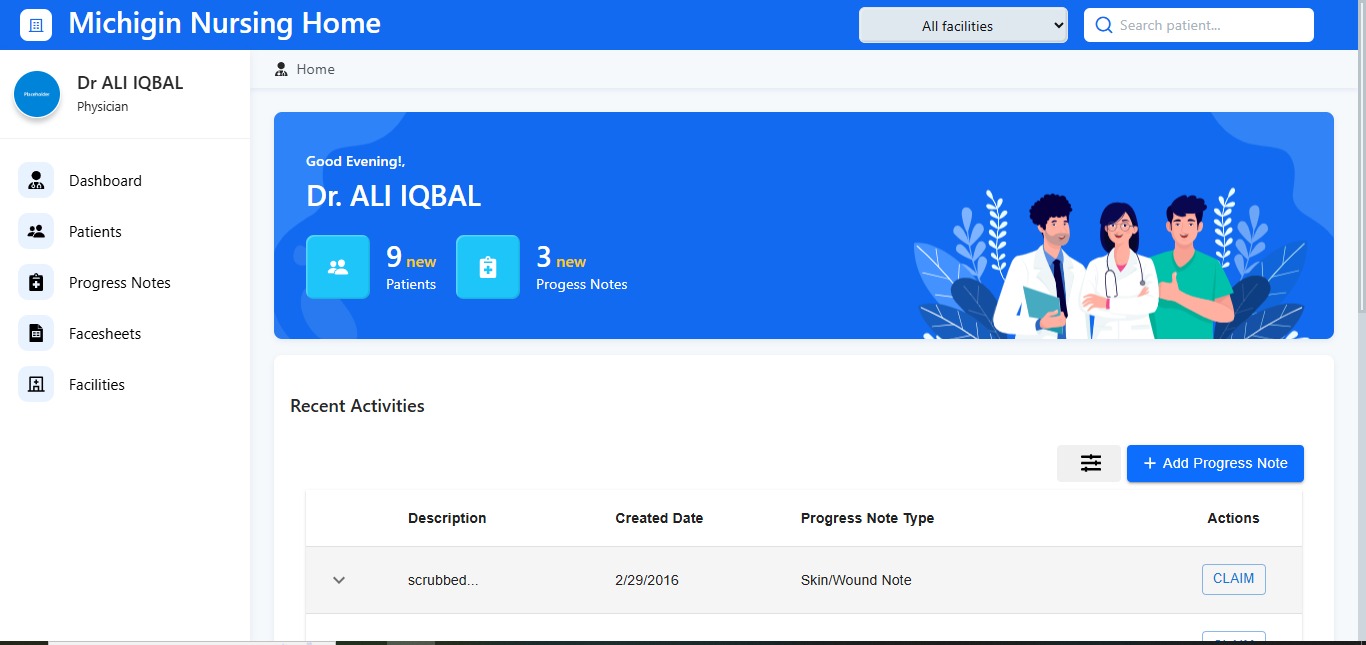 Michigin Nursing Home
All facilities
Search patient...
Dr ALI IQBAL
Physician
Placeholder
Home
Dashboard
Patients
Progress Notes
Facesheets
Facilities
Good Evening!,
Dr. ALI IQBAL
9 new
Patients
3 new
Progess Notes
Recent Activities
+ Add Progress Note
Description Created Date Progress Note Type Actions
scrubbed... 2/29/2016 Skin/Wound Note CLAIM